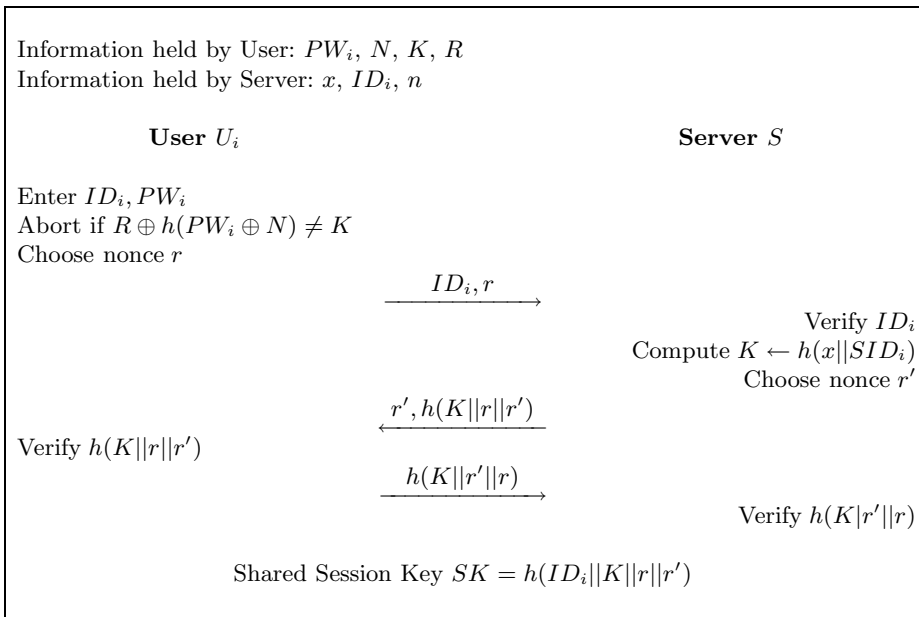 Information held by User: PW_i, N, K, R
Information held by Server: x, ID_i, n
User U_i Server S
Enter ID_i, PW_i
Abort if R ⊕ h(PW_i ⊕ N) ≠ K
Choose nonce r
ID_i, r
Verify ID_i
Compute K ← h(x||SID_i)
Choose nonce r′
r′, h(K||r||r′)
Verify h(K||r||r′)
h(K||r′||r)
Verify h(K|r′||r)
Shared Session Key SK = h(ID_i||K||r||r′)